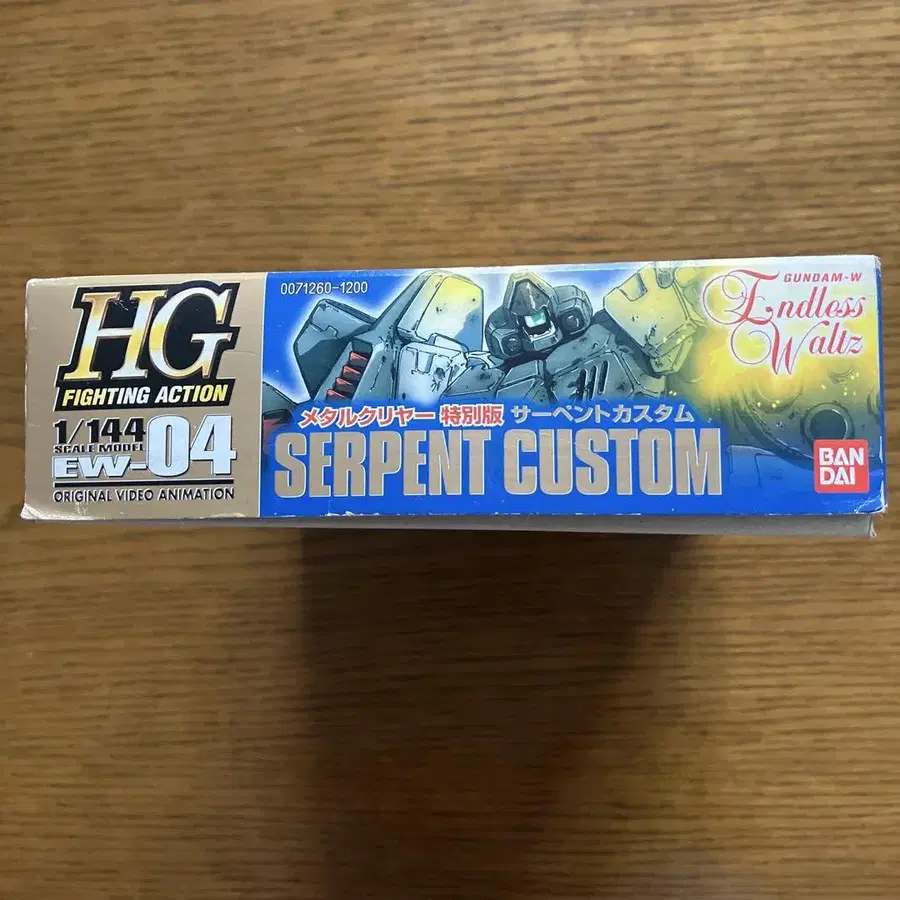 HG
FIGHTING ACTION
1/144
SCALE MODEL
EW-04
ORIGINAL VIDEO ANIMATION
0071260-1200
メタルクリヤー 特別版 サーペントカスタム
SERPENT CUSTOM
GUNDAM-W
Endless
Waltz
BAN
DAI